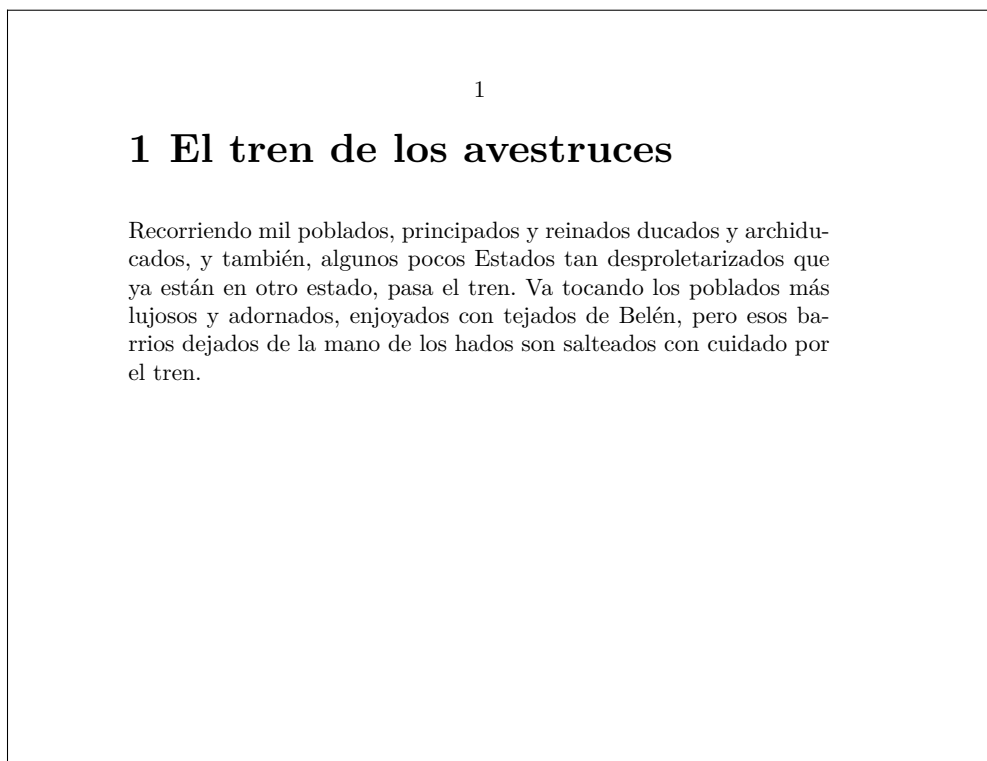 1
1 El tren de los avestruces
Recorriendo mil poblados, principados y reinados ducados y archidu-
cados, y también, algunos pocos Estados tan desproletarizados que
ya están en otro estado, pasa el tren. Va tocando los poblados más
lujosos y adornados, enjoyados con tejados de Belén, pero esos ba-
rrios dejados de la mano de los hados son salteados con cuidado por
el tren.